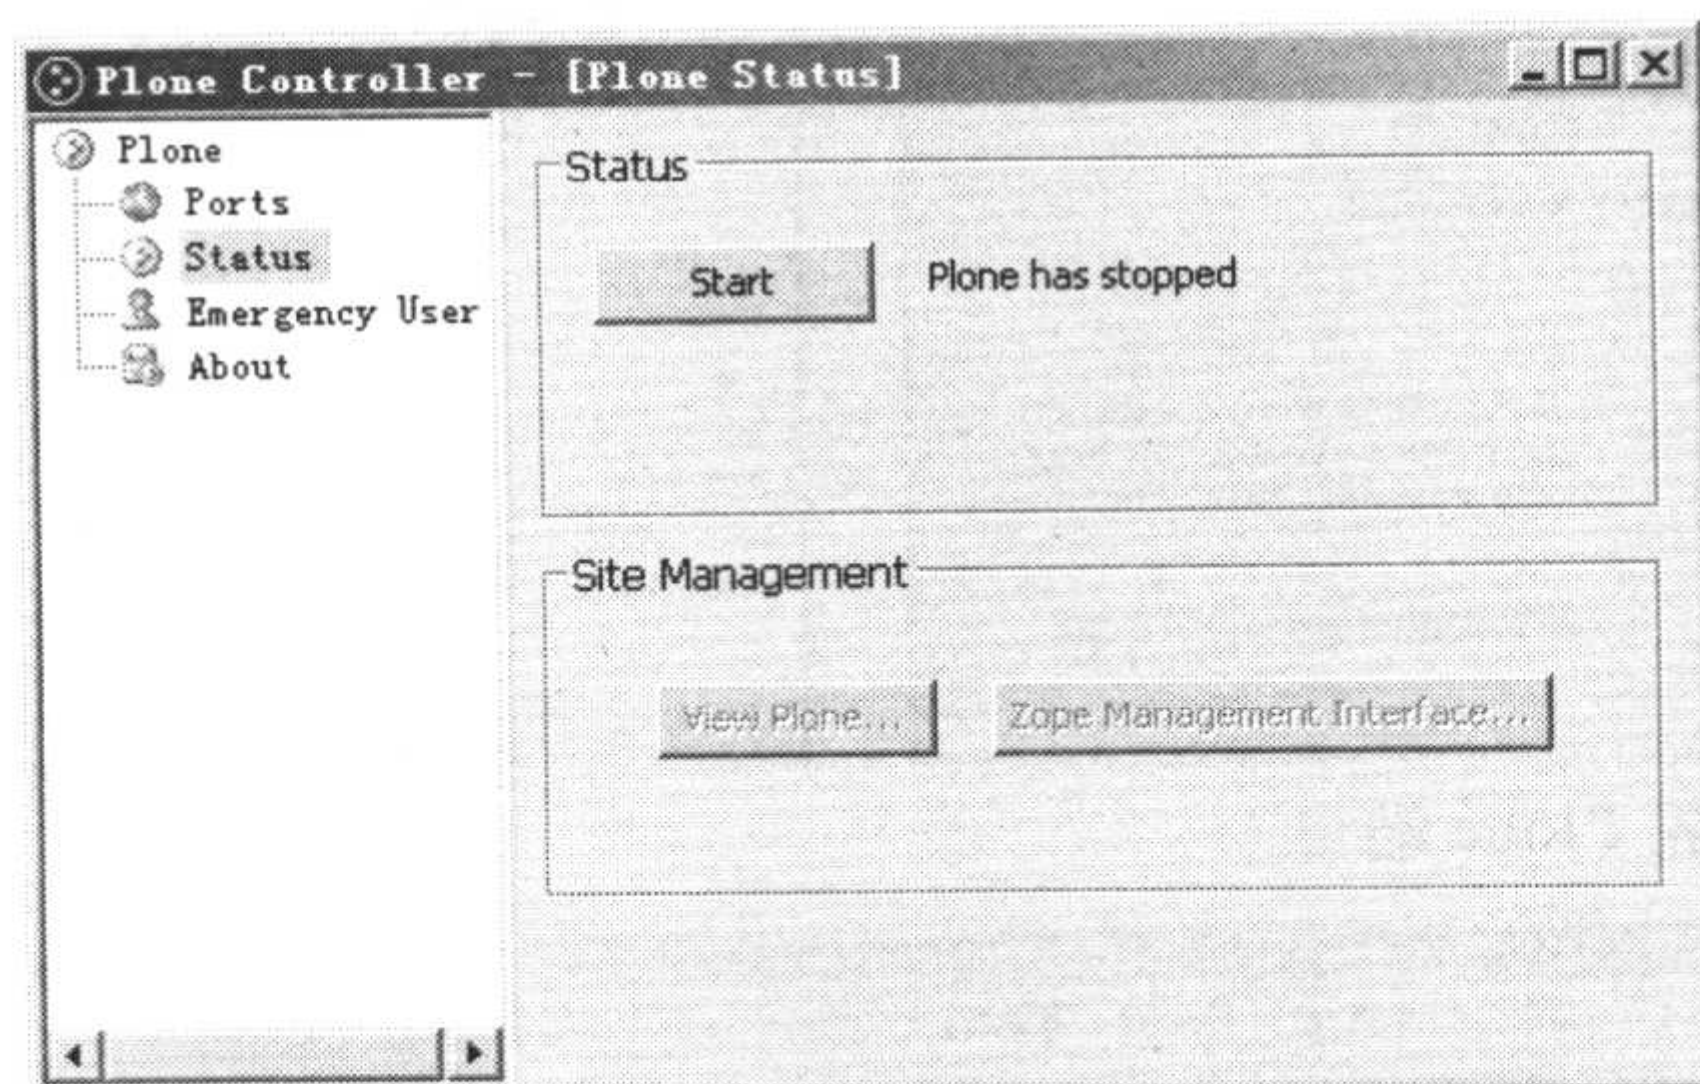 Plone Controller - [Plone Status]
Plone
Ports
Status
Emergency User
About
Status
Start
Plone has stopped
Site Management
View Plone...
Zope Management Interface...